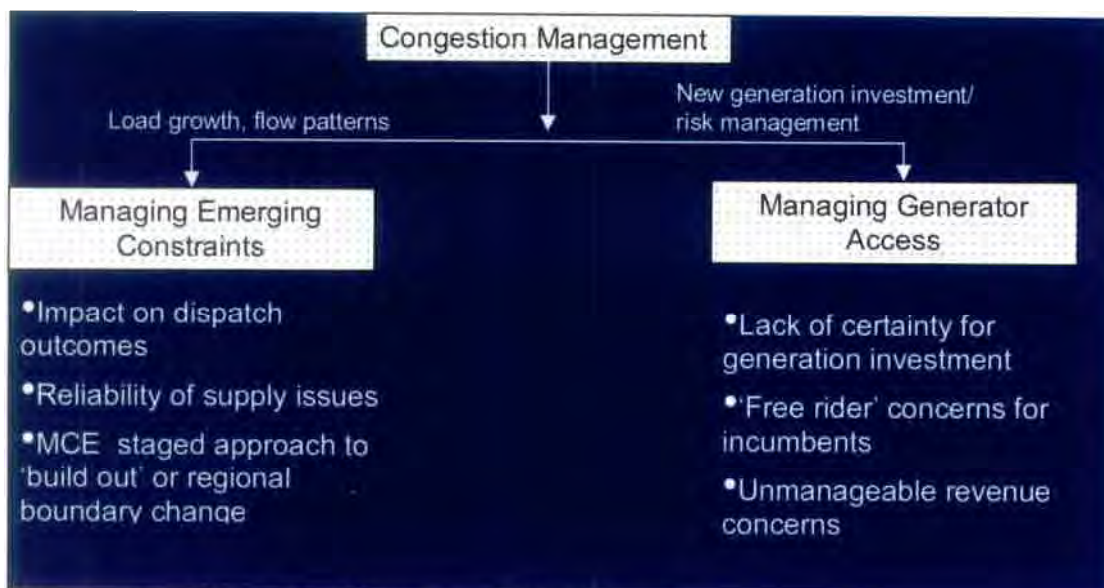 Congestion Management
Load growth, flow patterns
New generation investment/
risk management
Managing Emerging
Constraints
•Impact on dispatch
outcomes
•Reliability of supply issues
•MCE staged approach to
'build out' or regional
boundary change
Managing Generator
Access
•Lack of certainty for
generation investment
•'Free rider' concerns for
incumbents
•Unmanageable revenue
concerns